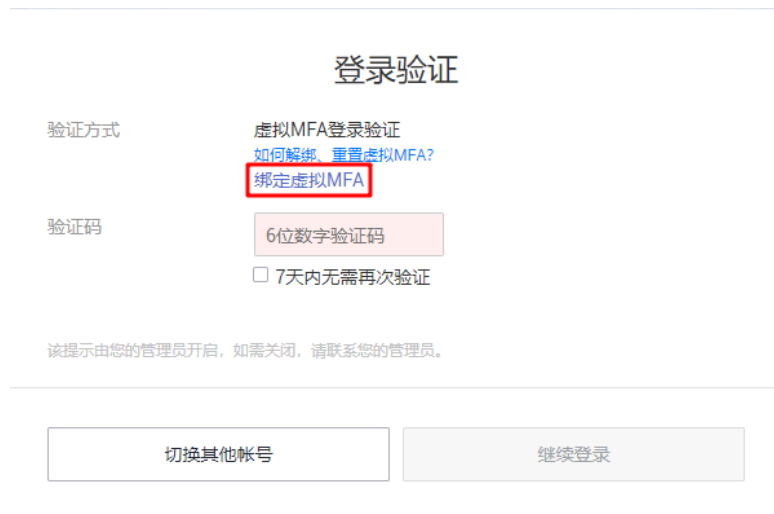 登录验证
验证方式
虚拟MFA登录验证
如何解绑、重置虚拟MFA?
绑定虚拟MFA
验证码
6位数字验证码
7天内无需再次验证
该提示由您的管理员开启，如需关闭，请联系您的管理员。
切换其他帐号
继续登录